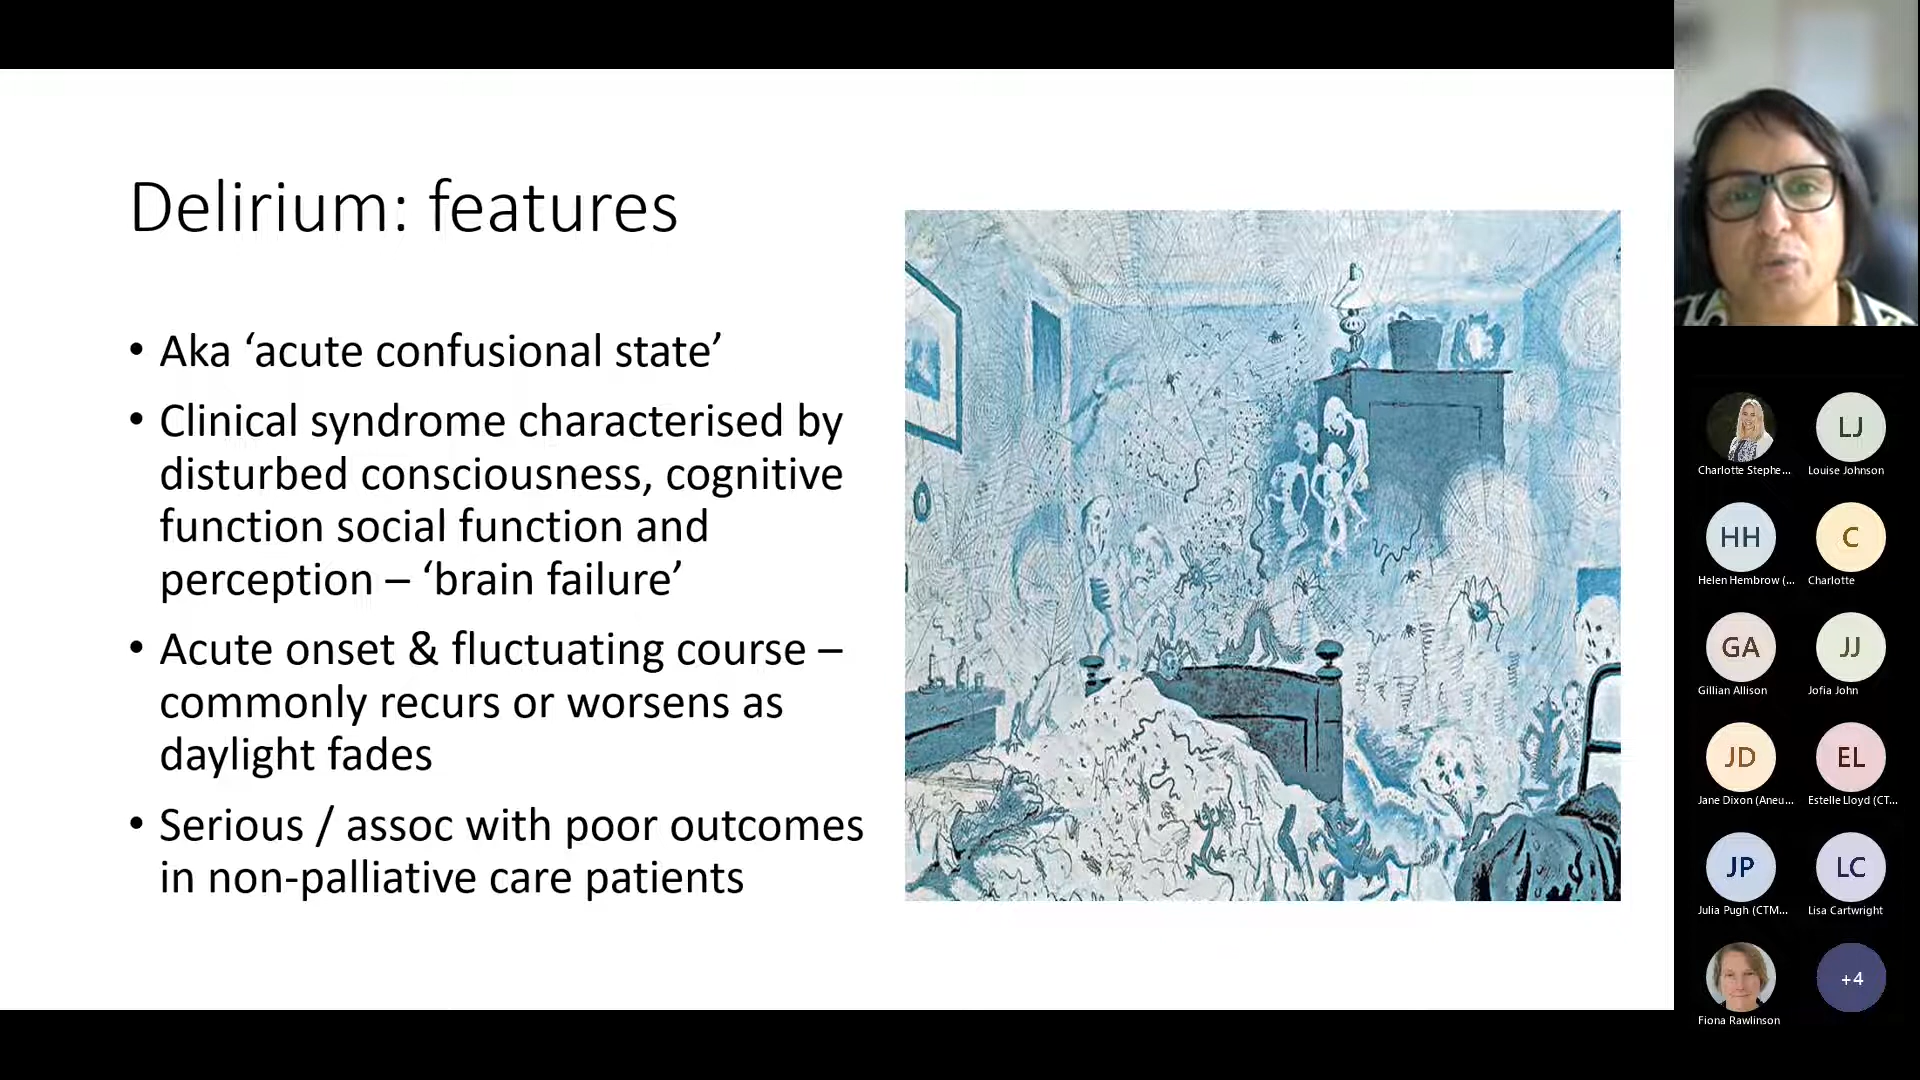 Delirium: features
• Aka ‘acute confusional state’
• Clinical syndrome characterised by
disturbed consciousness, cognitive
function social function and
perception – ‘brain failure’
• Acute onset & fluctuating course –
commonly recurs or worsens as
daylight fades
• Serious / assoc with poor outcomes
in non-palliative care patients
LJ
Charlotte Stephe...
Louise Johnson
HH
C
Helen Hembrow (...
Charlotte
GA
JJ
Gillian Allison
Jofia John
JD
EL
Jane Dixon (Aneu...
Estelle Lloyd (CT...
JP
LC
Julia Pugh (CTM...
Lisa Cartwright
+4
Fiona Rawlinson